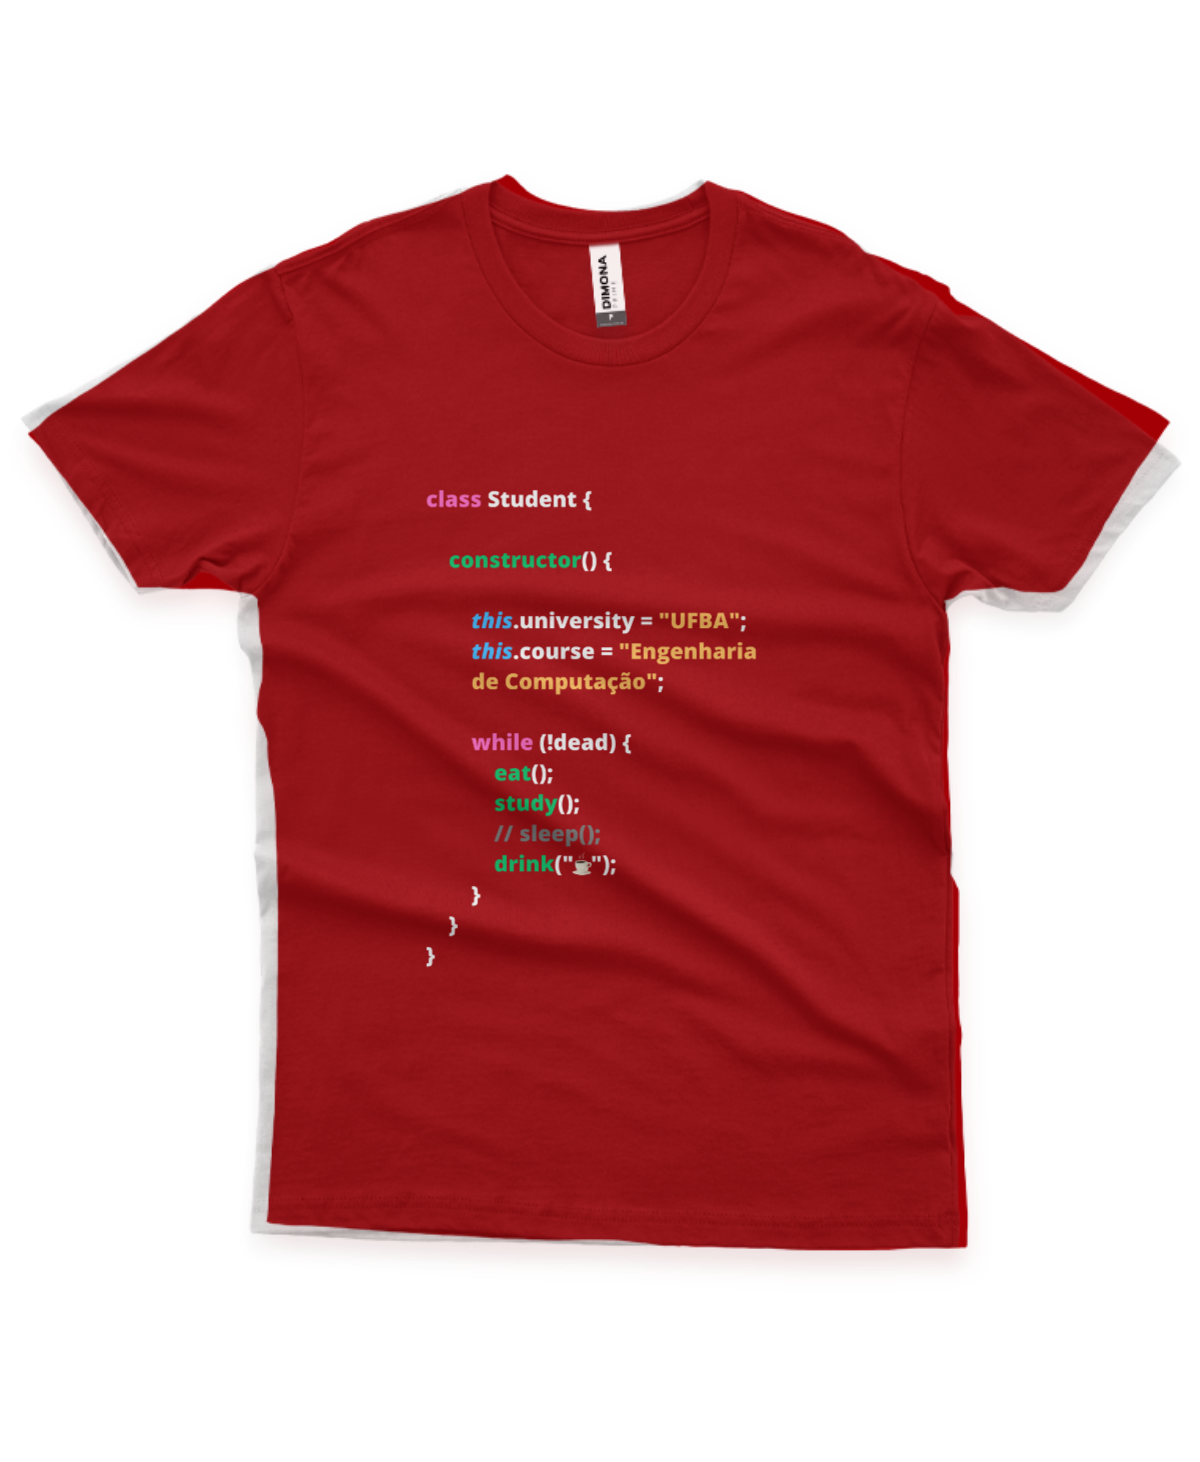 DIMONA
class Student {
constructor() {
this.university = "UFBA";
this.course = "Engenharia
de Computação";
while (!dead) {
eat();
study();
// sleep();
drink("☕");
}
}
}